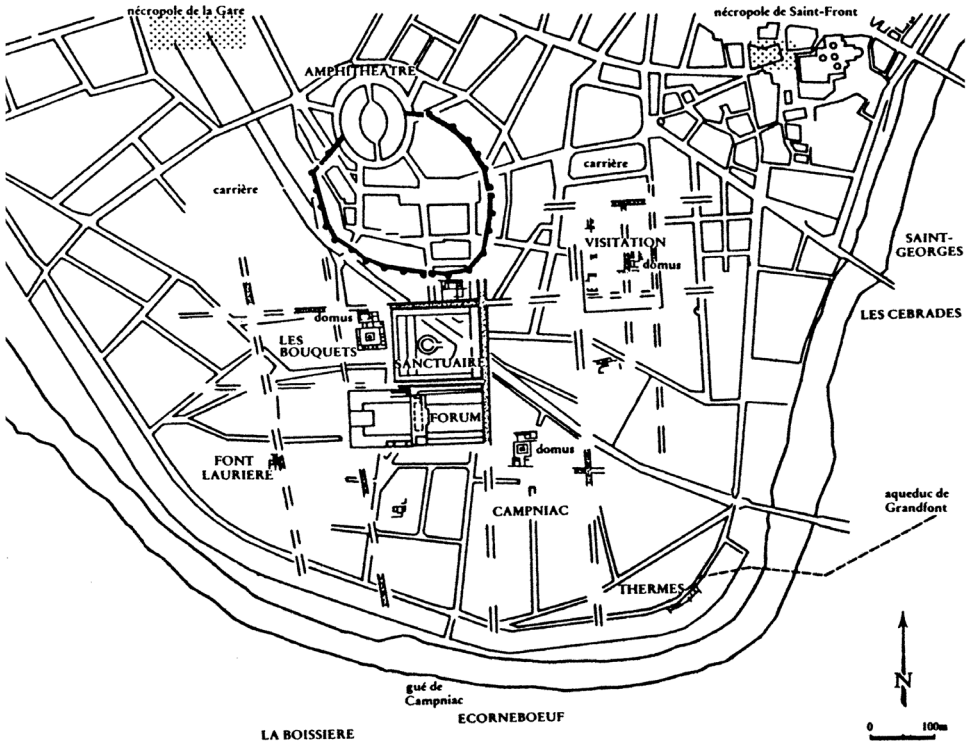 nécropole de la Gare
nécropole de Saint-Front
AMPHITHEATRE
carrière
carrière
VISITATION
domus
SAINT-
GEORGES
LES CEBRADES
domus
LES
BOUQUETS
SANCTUAIRE
FORUM
FONT
LAURIERE
domus
CAMPNIAC
aqueduc de
Grandfont
THERMES
gué de
Campniac
ECORNEBOEUF
LA BOISSIERE
N
0 100m